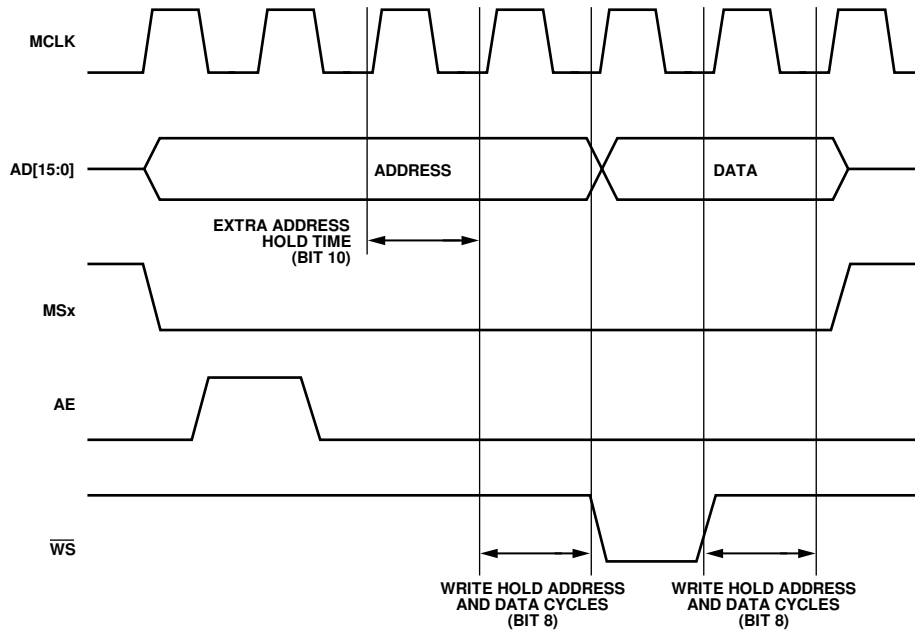 MCLK
AD[15:0]
ADDRESS
DATA
EXTRA ADDRESS
HOLD TIME
(BIT 10)
MSx
AE
WS
WRITE HOLD ADDRESS
AND DATA CYCLES
(BIT 8)
WRITE HOLD ADDRESS
AND DATA CYCLES
(BIT 8)